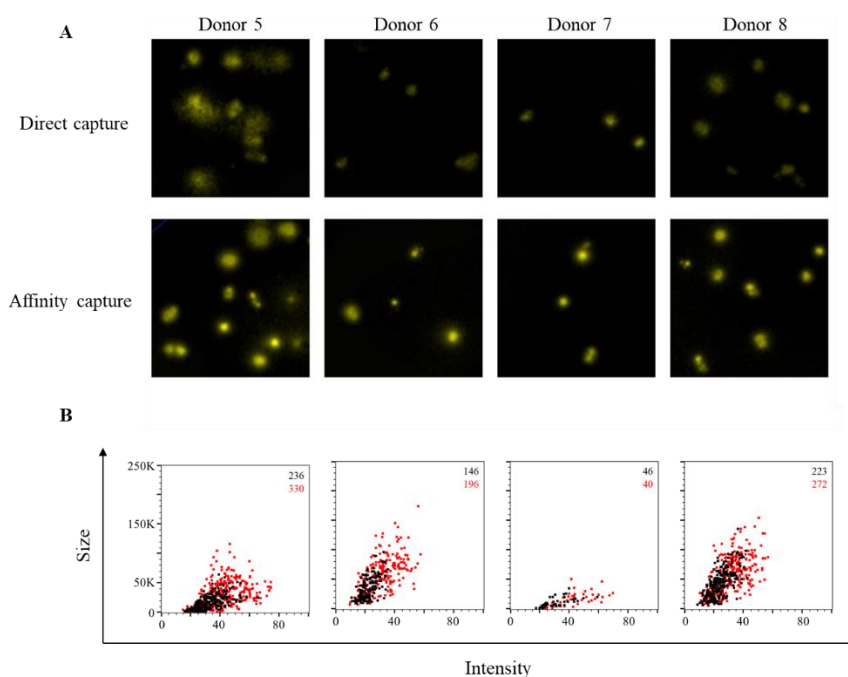 A
Donor 5
Donor 6
Donor 7
Donor 8
Direct capture
Affinity capture
B
Size
250K
150K
50K
0
236
330
146
196
46
40
223
272
0 40 80
0 40 80
0 40 80
0 40 80
Intensity